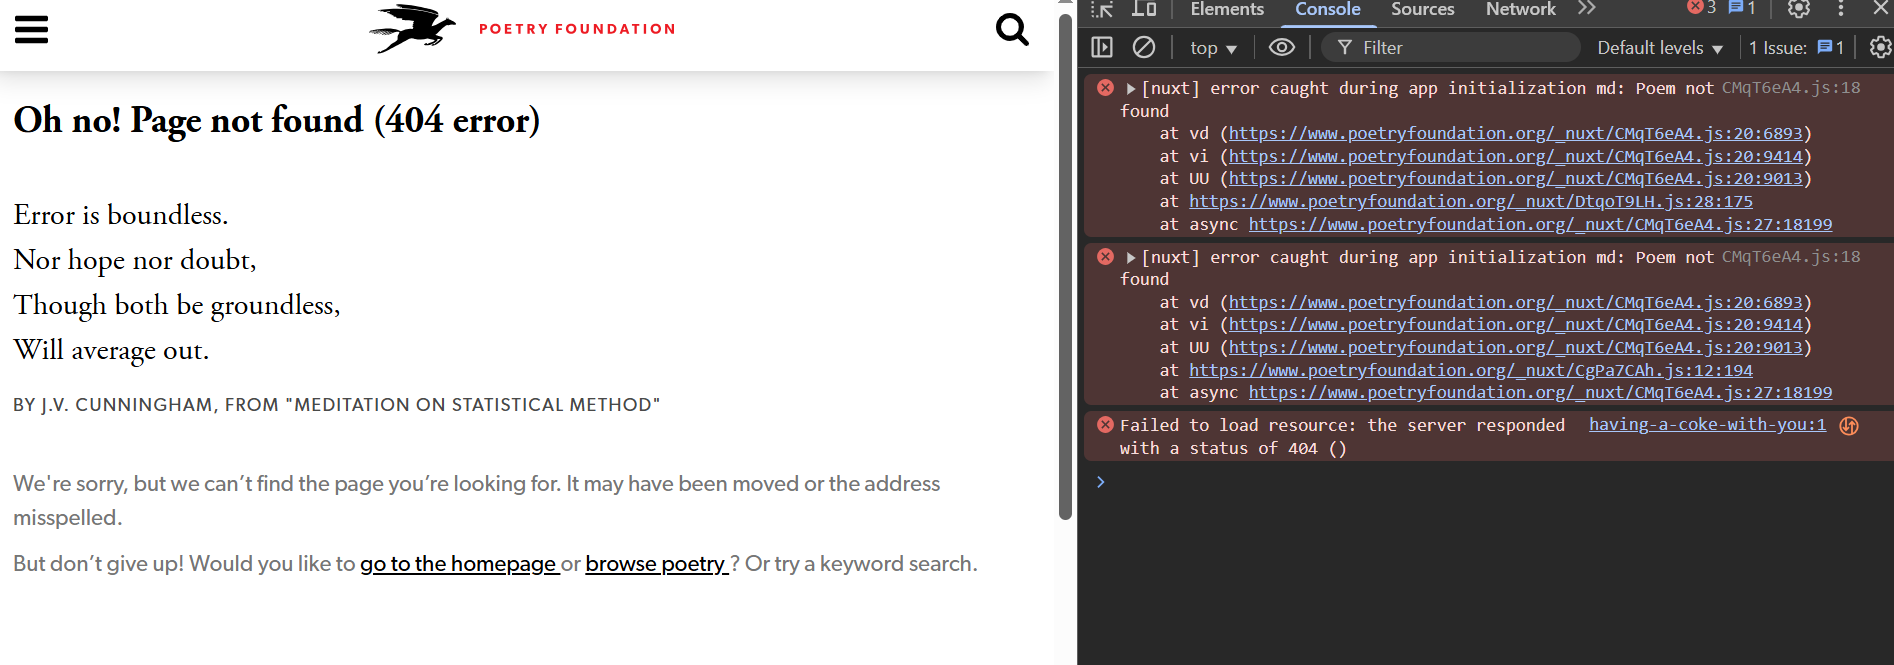 POETRY FOUNDATION
Oh no! Page not found (404 error)
Error is boundless.
Nor hope nor doubt,
Though both be groundless,
Will average out.
BY J.V. CUNNINGHAM, FROM "MEDITATION ON STATISTICAL METHOD"
We're sorry, but we can’t find the page you’re looking for. It may have been moved or the address
misspelled.
But don’t give up! Would you like to go to the homepage or browse poetry ? Or try a keyword search.
Elements Console Sources Network 3 1
top Filter Default levels 1 Issue: 1
[nuxt] error caught during app initialization md: Poem not CMqT6eA4.js:18
found
at vd (https://www.poetryfoundation.org/_nuxt/CMqT6eA4.js:20:6893)
at vi (https://www.poetryfoundation.org/_nuxt/CMqT6eA4.js:20:9414)
at UU (https://www.poetryfoundation.org/_nuxt/CMqT6eA4.js:20:9013)
at https://www.poetryfoundation.org/_nuxt/DtqoT9LH.js:28:175
at async https://www.poetryfoundation.org/_nuxt/CMqT6eA4.js:27:18199
[nuxt] error caught during app initialization md: Poem not CMqT6eA4.js:18
found
at vd (https://www.poetryfoundation.org/_nuxt/CMqT6eA4.js:20:6893)
at vi (https://www.poetryfoundation.org/_nuxt/CMqT6eA4.js:20:9414)
at UU (https://www.poetryfoundation.org/_nuxt/CMqT6eA4.js:20:9013)
at https://www.poetryfoundation.org/_nuxt/CgPa7CAh.js:12:194
at async https://www.poetryfoundation.org/_nuxt/CMqT6eA4.js:27:18199
Failed to load resource: the server responded having-a-coke-with-you:1
with a status of 404 ()